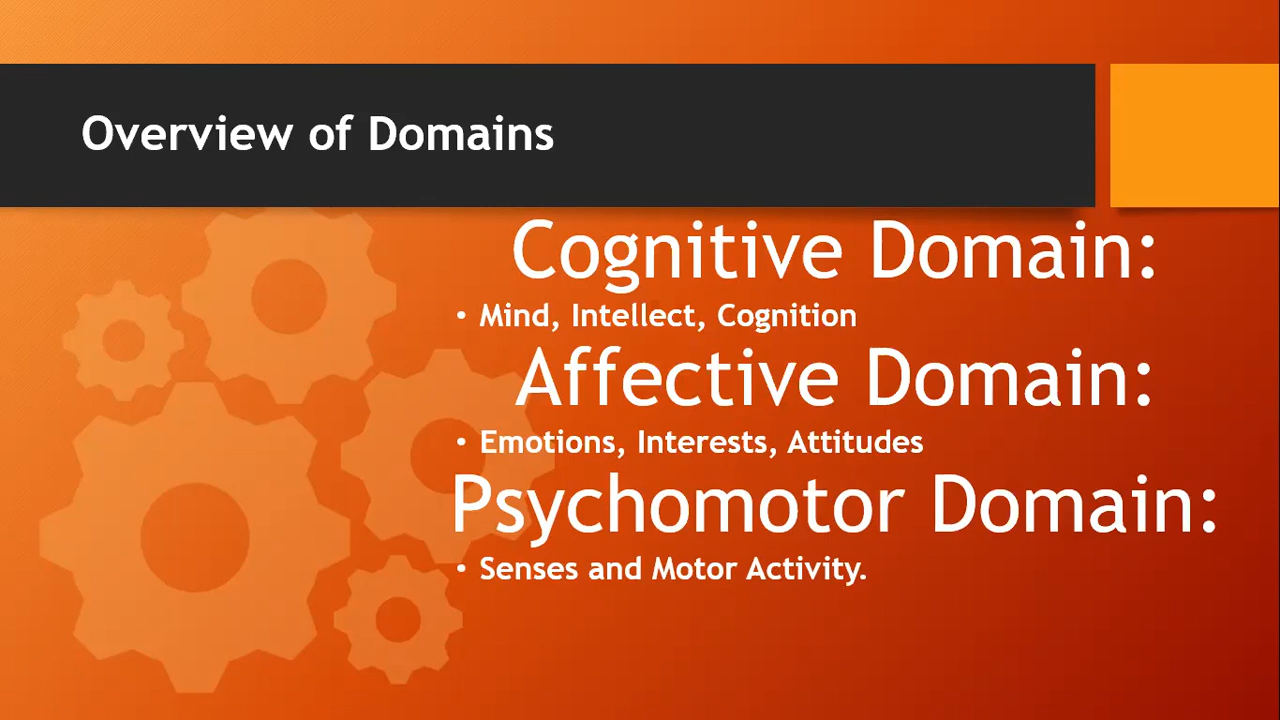 Overview of Domains
Cognitive Domain:
• Mind, Intellect, Cognition
Affective Domain:
• Emotions, Interests, Attitudes
Psychomotor Domain:
• Senses and Motor Activity.